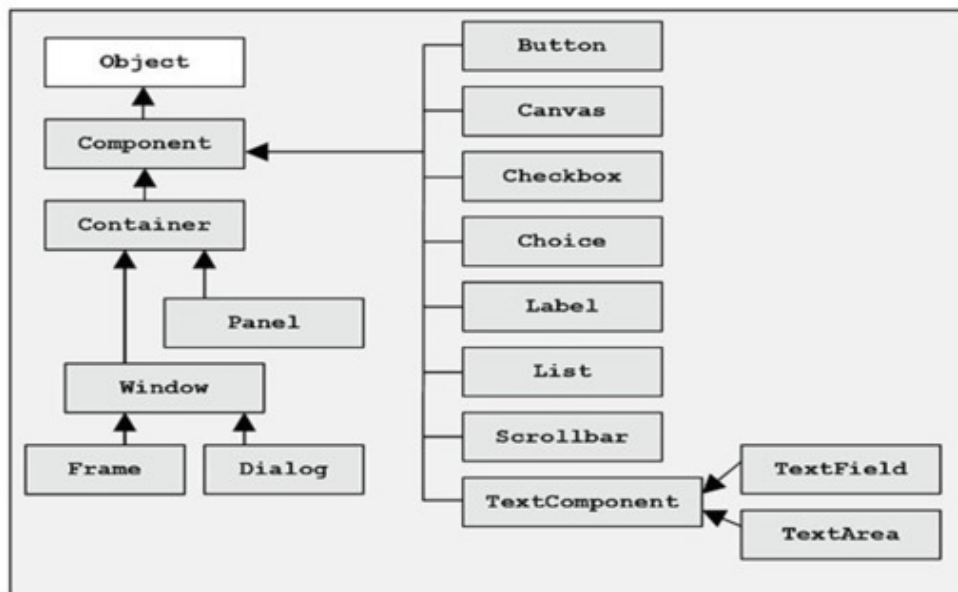 Object
Component
Container
Panel
Window
Frame
Dialog
Button
Canvas
Checkbox
Choice
Label
List
Scrollbar
TextComponent
TextField
TextArea